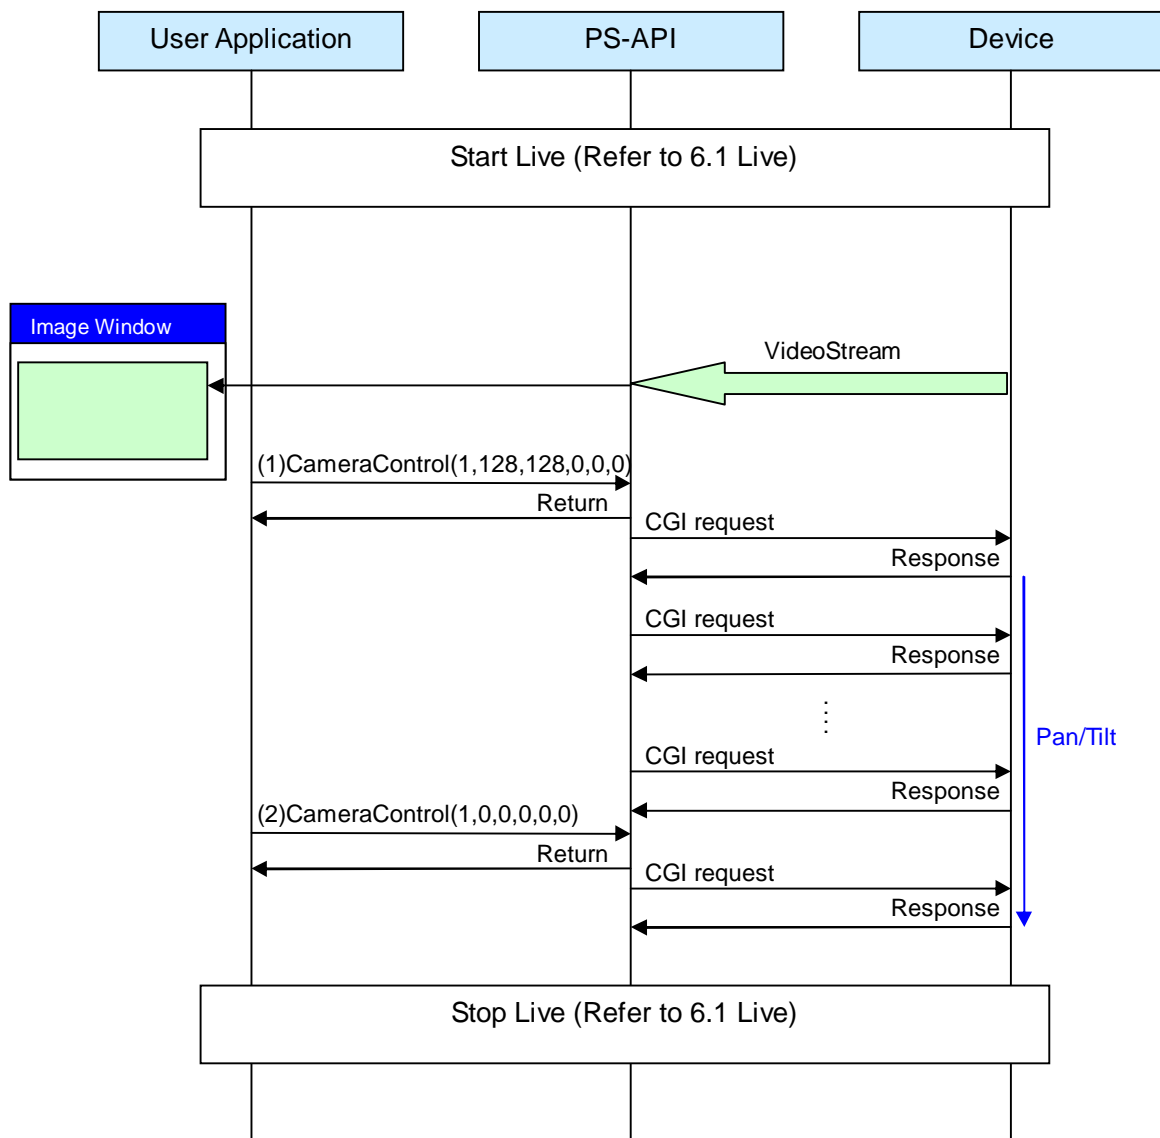 User Application
PS-API
Device
Start Live (Refer to 6.1 Live)
Image Window
VideoStream
(1)CameraControl(1,128,128,0,0,0)
Return
CGI request
Response
CGI request
Response
Pan/Tilt
CGI request
Response
(2)CameraControl(1,0,0,0,0,0)
Return
CGI request
Response
Stop Live (Refer to 6.1 Live)